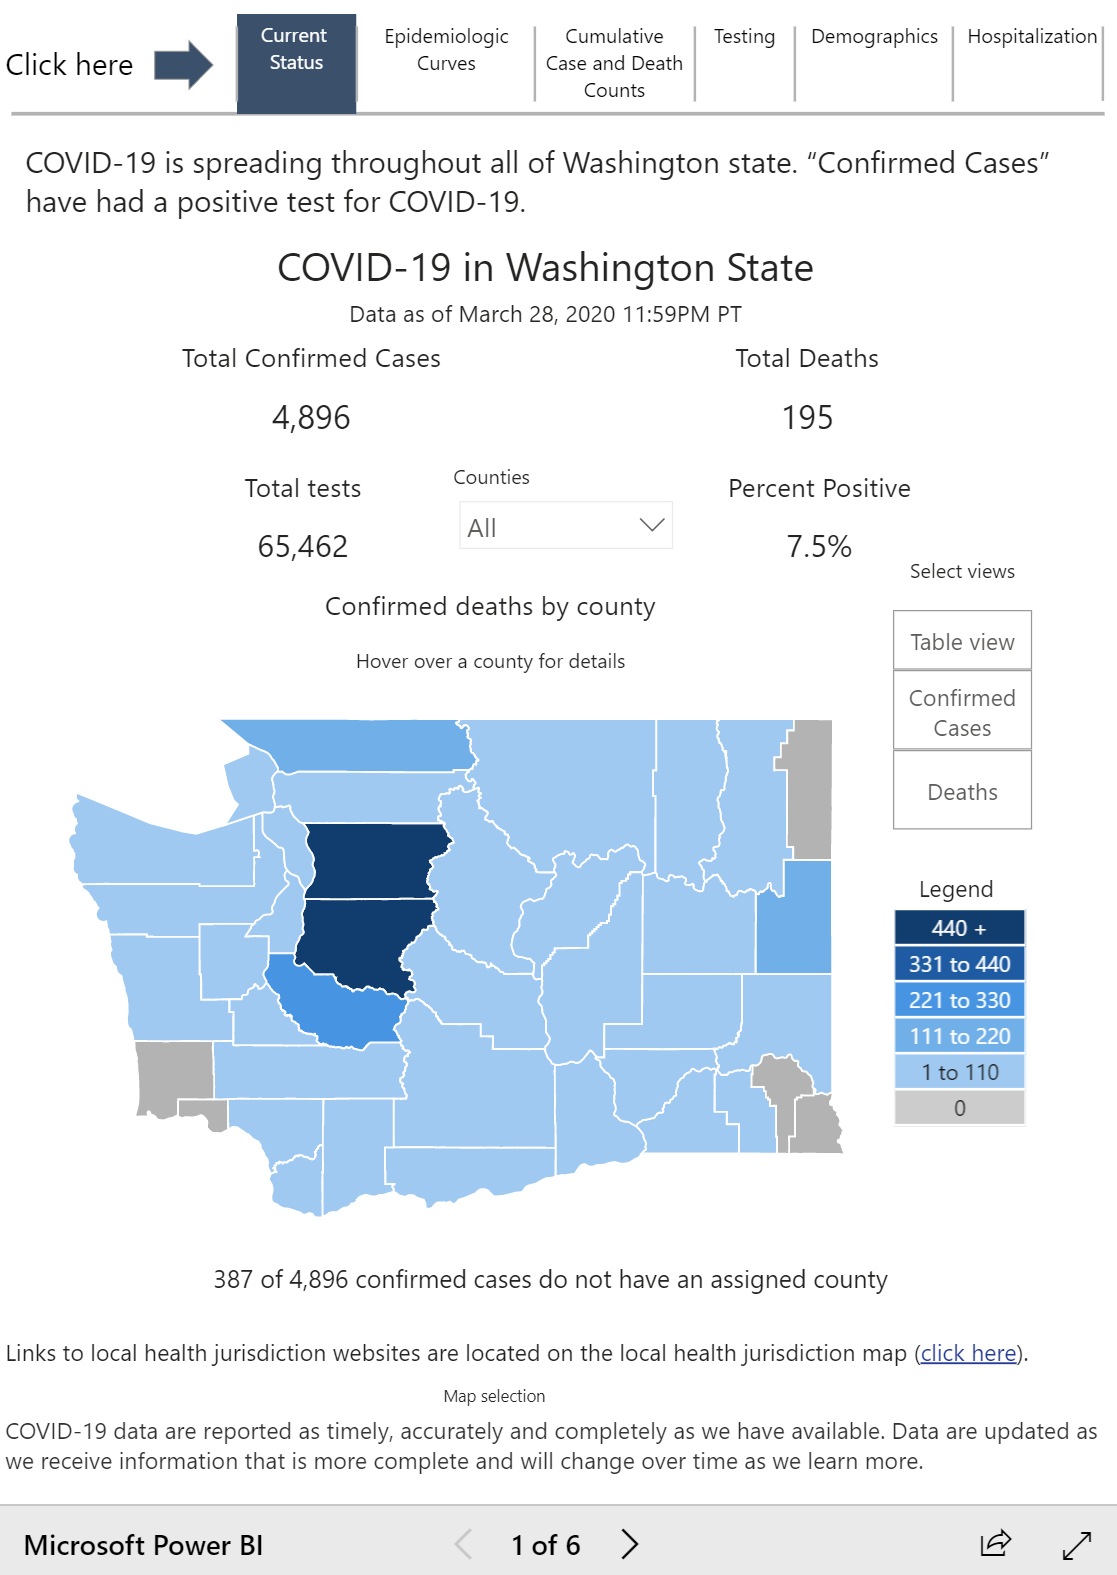 Click here
Current
Status
Epidemiologic
Curves
Cumulative
Case and Death
Counts
Testing
Demographics
Hospitalization
COVID-19 is spreading throughout all of Washington state. “Confirmed Cases”
have had a positive test for COVID-19.
COVID-19 in Washington State
Data as of March 28, 2020 11:59PM PT
Total Confirmed Cases
4,896
Total Deaths
195
Total tests
65,462
Counties
All
Percent Positive
7.5%
Select views
Table view
Confirmed
Cases
Deaths
Confirmed deaths by county
Hover over a county for details
Legend
440 +
331 to 440
221 to 330
111 to 220
1 to 110
0
387 of 4,896 confirmed cases do not have an assigned county
Links to local health jurisdiction websites are located on the local health jurisdiction map (click here).
Map selection
COVID-19 data are reported as timely, accurately and completely as we have available. Data are updated as
we receive information that is more complete and will change over time as we learn more.
Microsoft Power BI
1 of 6